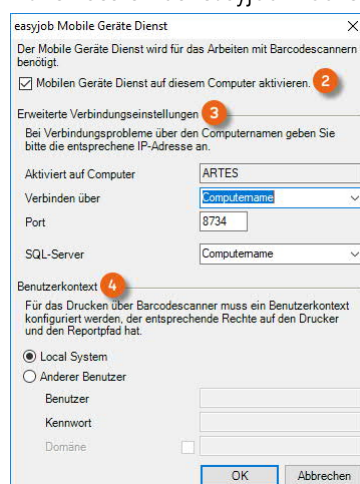 easyjob Mobile Geräte Dienst
Der Mobile Geräte Dienst wird für das Arbeiten mit Barcodescannern
benötigt.
Mobilen Geräte Dienst auf diesem Computer aktivieren. 2
Erweiterte Verbindungseinstellungen 3
Bei Verbindungsprobleme über den Computernamen geben Sie
bitte die entsprechene IP-Adresse an.
Aktiviert auf Computer ARTES
Verbinden über Computername
Port 8734
SQL-Server Computername
Benutzerkontext 4
Für das Drucken über Barcodescanner muss ein Benutzerkontext
konfiguriert werden, der entsprechende Rechte auf den Drucker
und den Reportpfad hat.
Local System
Anderer Benutzer
Benutzer
Kennwort
Domäne
OK Abbrechen